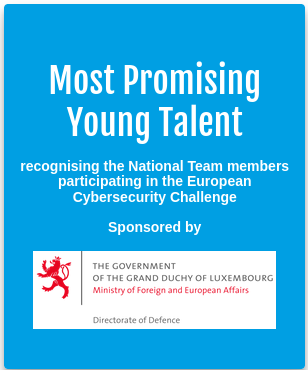 Most Promising
Young Talent
recognising the National Team members
participating in the European
Cybersecurity Challenge
Sponsored by
THE GOVERNMENT
OF THE GRAND DUCHY OF LUXEMBOURG
Ministry of Foreign and European Affairs
Directorate of Defence